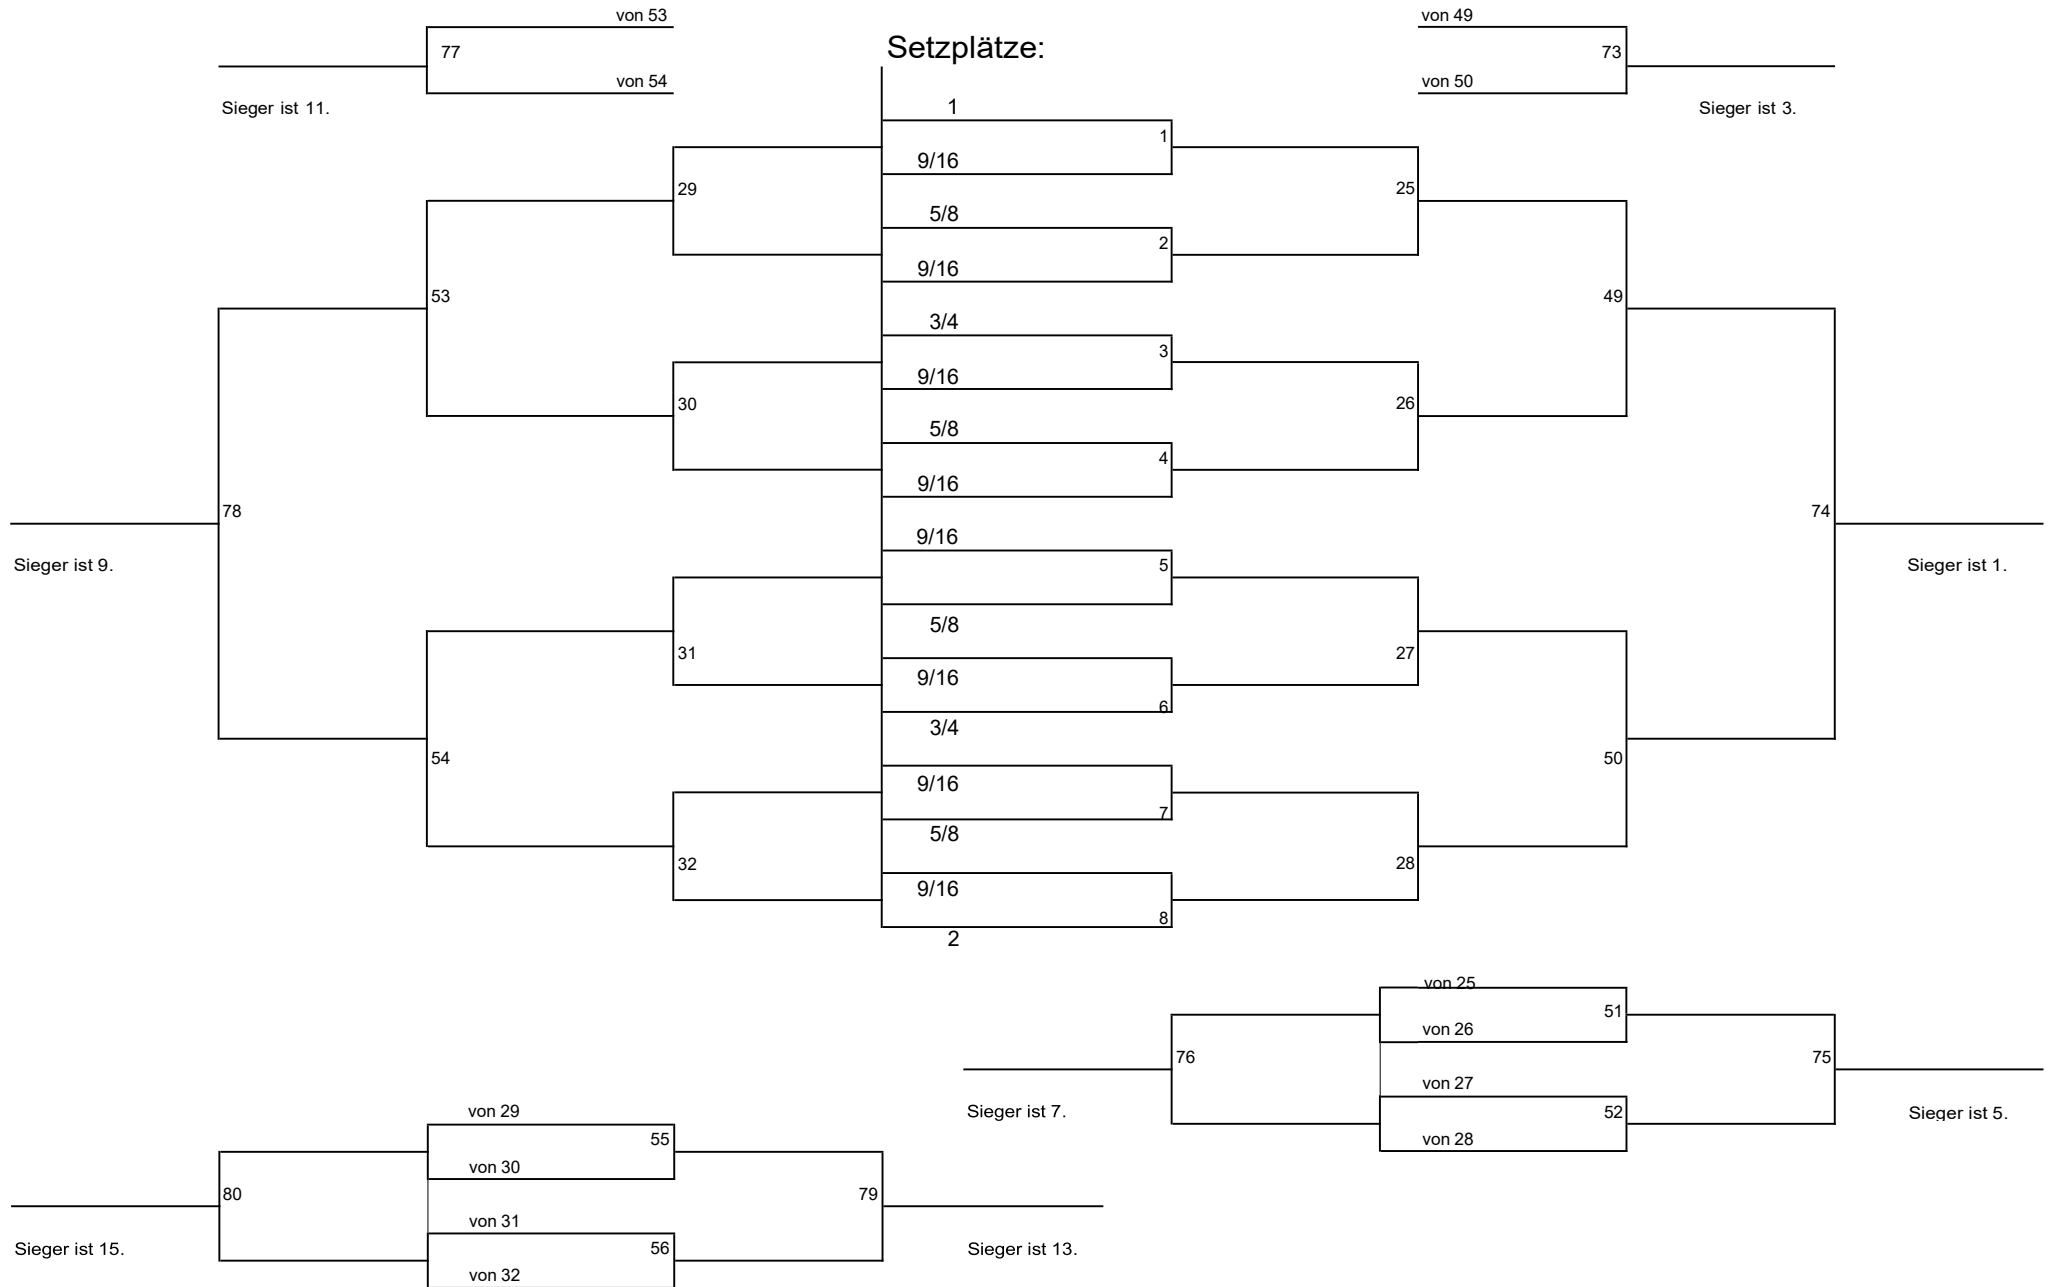 von 53
von 49
77
Setzplätze:
73
von 54
von 50
Sieger ist 11.
1
Sieger ist 3.
1
9/16
29
25
5/8
2
9/16
53
49
3/4
3
9/16
30
26
5/8
4
9/16
78
74
9/16
Sieger ist 9.
5
Sieger ist 1.
5/8
31
27
9/16
6
3/4
54
50
9/16
7
5/8
32
28
9/16
8
2
von 25
51
von 26
76
75
von 27
Sieger ist 7.
52
Sieger ist 5.
von 28
von 29
55
von 30
80
79
von 31
Sieger ist 15.
56
Sieger ist 13.
von 32